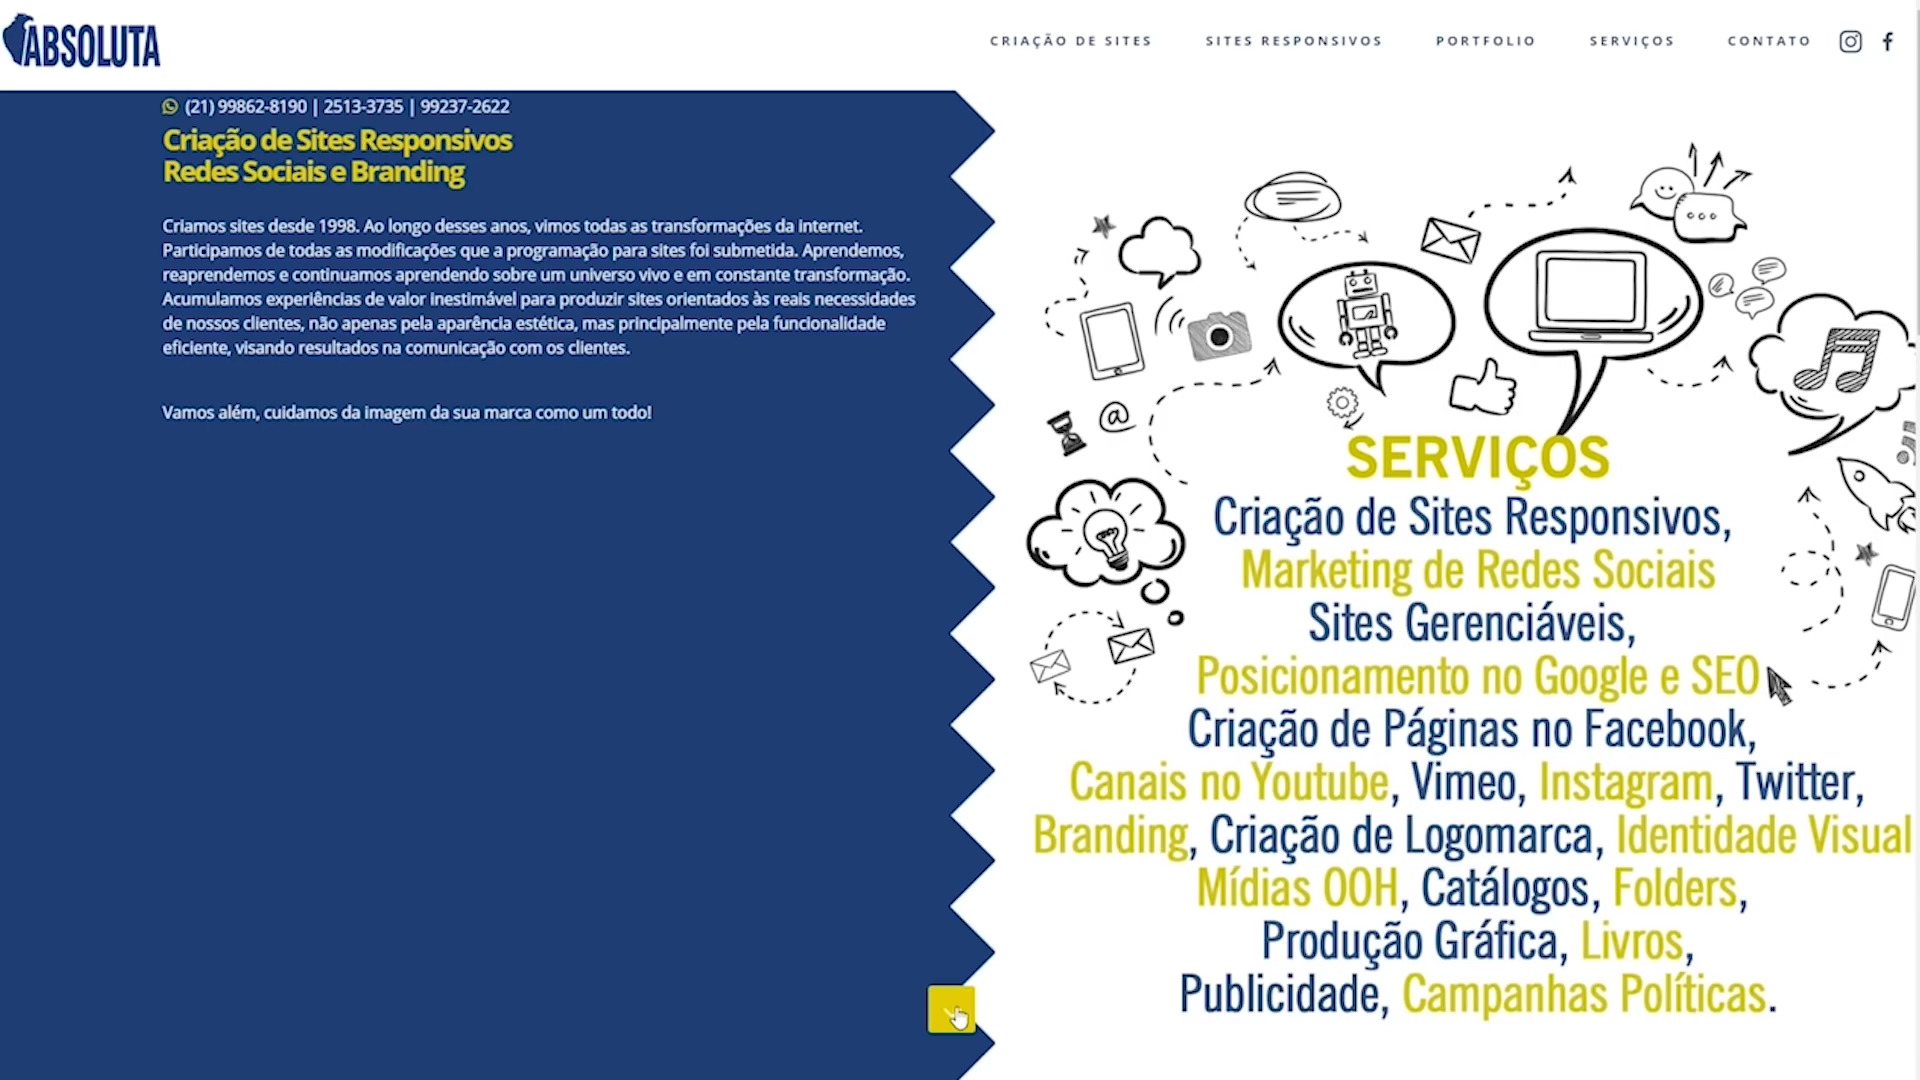 ABSOLUTA
CRIAÇÃO DE SITES SITES RESPONSIVOS PORTFOLIO SERVIÇOS CONTATO
(21) 99862-8190 | 2513-3735 | 99237-2622
Criação de Sites Responsivos
Redes Sociais e Branding
Criamos sites desde 1998. Ao longo desses anos, vimos todas as transformações da internet.
Participamos de todas as modificações que a programação para sites foi submetida. Aprendemos,
reaprendemos e continuamos aprendendo sobre um universo vivo e em constante transformação.
Acumulamos experiências de valor inestimável para produzir sites orientados às reais necessidades
de nossos clientes, não apenas pela aparência estética, mas principalmente pela funcionalidade
eficiente, visando resultados na comunicação com os clientes.
Vamos além, cuidamos da imagem da sua marca como um todo!
@
SERVIÇOS
Criação de Sites Responsivos,
Marketing de Redes Sociais
Sites Gerenciáveis,
Posicionamento no Google e SEO
Criação de Páginas no Facebook,
Canais no Youtube, Vimeo, Instagram, Twitter,
Branding, Criação de Logomarca, Identidade Visual
Mídias OOH, Catálogos, Folders,
Produção Gráfica, Livros,
Publicidade, Campanhas Políticas.